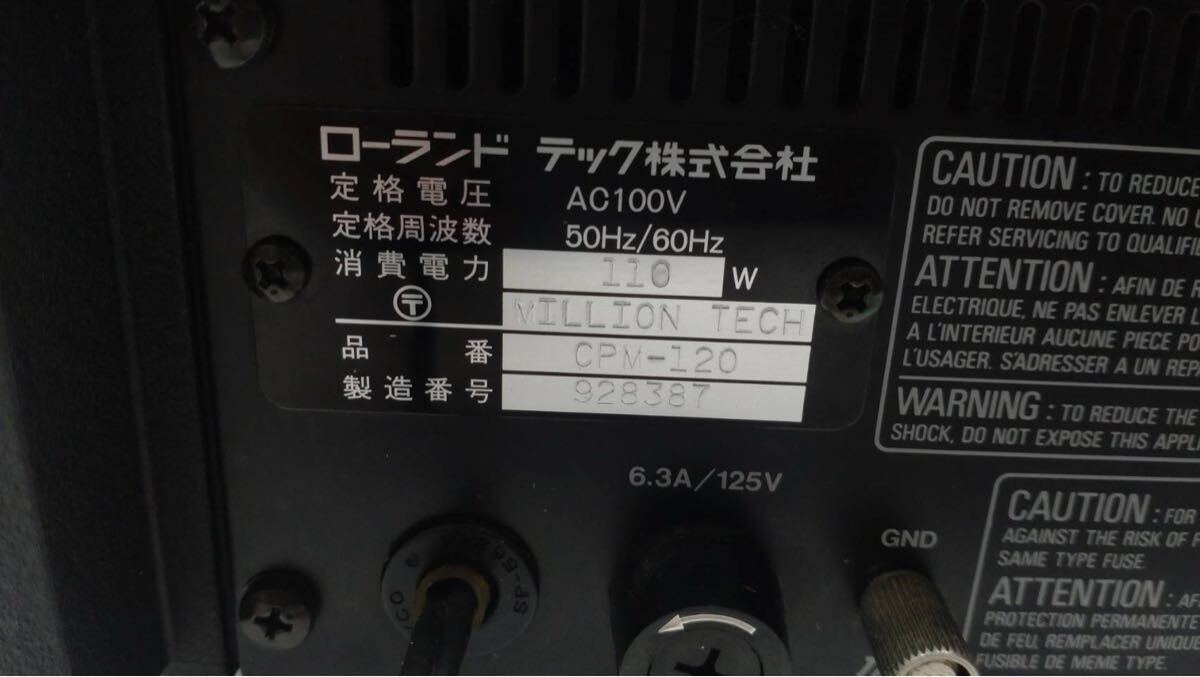 ローランド テック株式会社
定格電圧 AC100V
定格周波数 50Hz/60Hz
消費電力 110 W
〒 MILLION TECH
品番 CPM-120
製造番号 928387
CAUTION : TO REDUCE
DO NOT REMOVE COVER. NO
REFER SERVICING TO QUALIF
ATTENTION : AFIN DE
ELECTRIQUE, NE PAS ENLEVER
A L'INTERIEUR AUCUNE PIECE
L'USAGER. S'ADRESSER A UN
WARNING : TO REDUCE THE
SHOCK, DO NOT EXPOSE THIS APPL
6.3A/125V
GND
CAUTION : FOR
AGAINST THE RISK OF
SAME TYPE FUSE.
ATTENTION :
PROTECTION PERMANENTE
DE FEU, REMPLACER UNIQUE
FUSIBLE DE MEME TYPE.